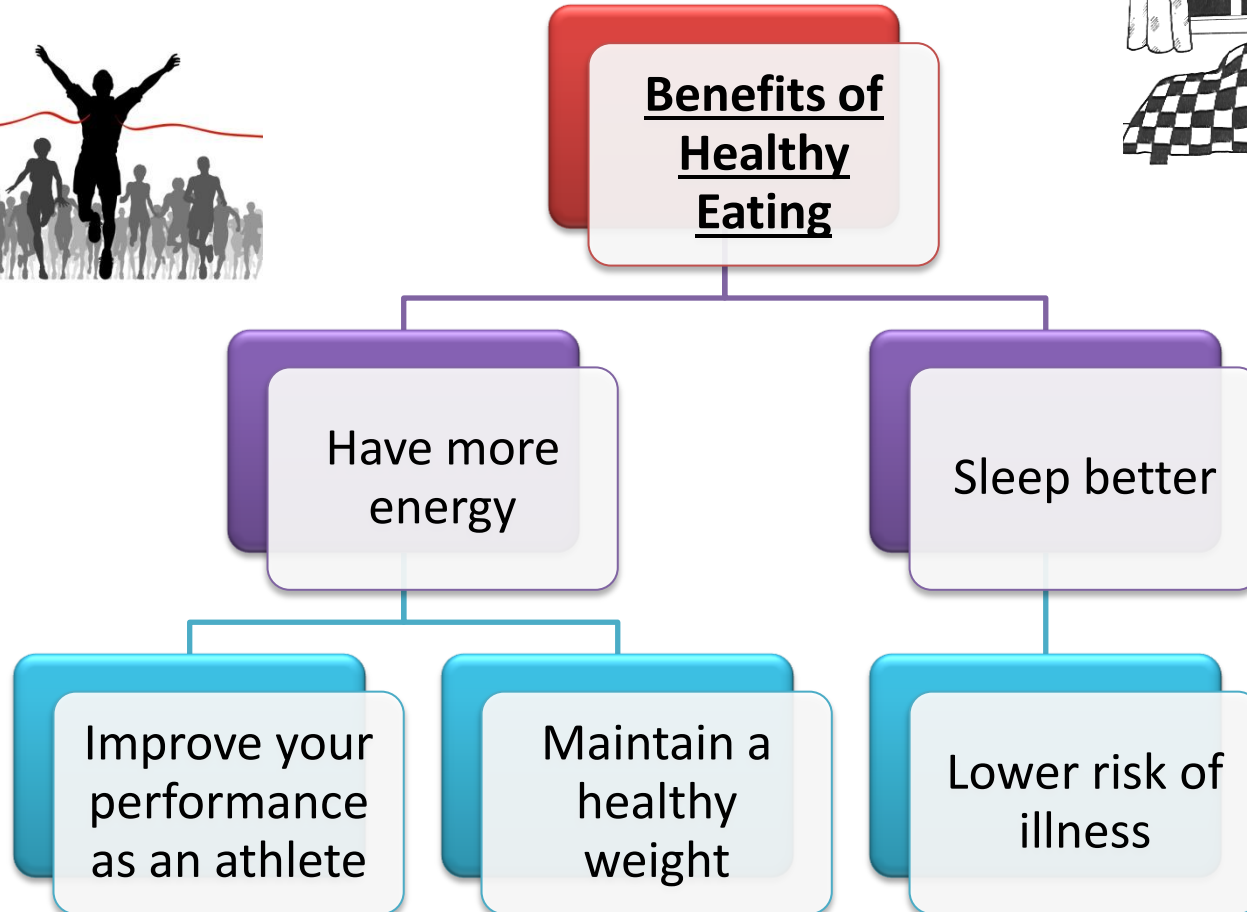 Benefits of
Healthy
Eating
Have more
energy
Sleep better
Improve your
performance
as an athlete
Maintain a
healthy
weight
Lower risk of
illness